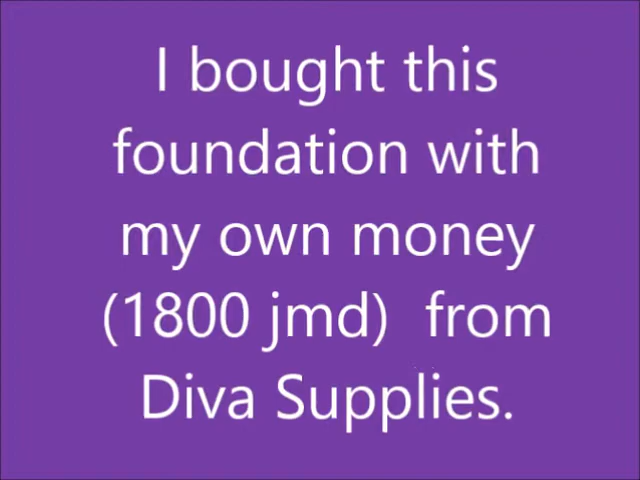 I bought this
foundation with
my own money
(1800 jmd)  from
Diva Supplies.